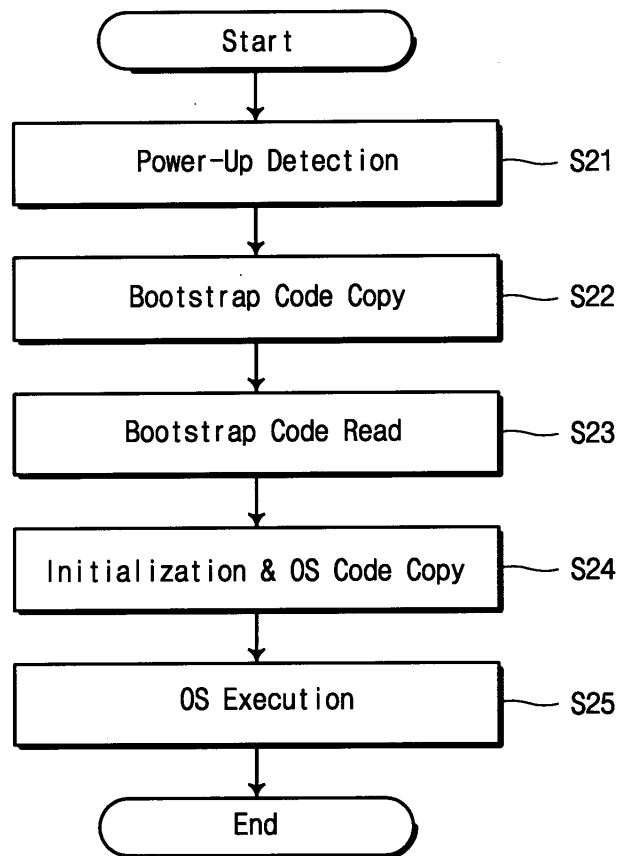 Start
Power-Up Detection
S21
Bootstrap Code Copy
S22
Bootstrap Code Read
S23
Initialization & OS Code Copy
S24
OS Execution
S25
End